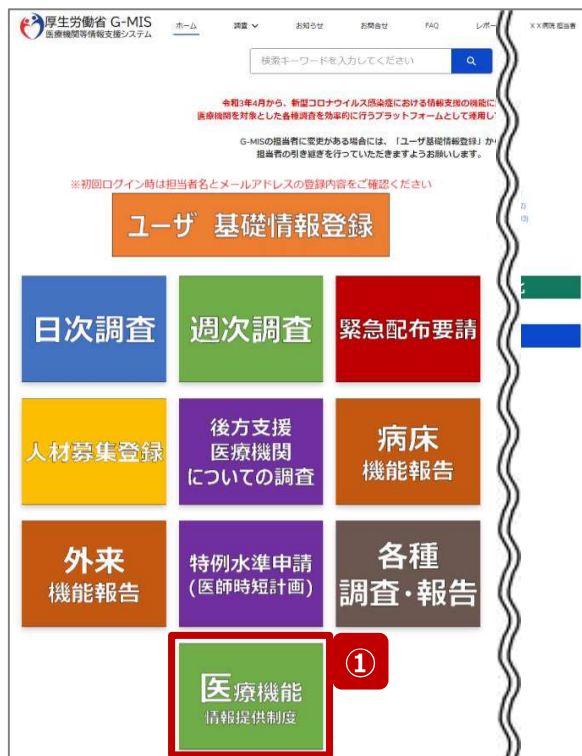 厚生労働省 G-MIS
医療機関等情報支援システム
ホーム 調査 お知らせ お問合せ FAQ レポー ××病院 担当者
検索キーワードを入力してください
令和3年4月から、新型コロナウイルス感染症における情報支援の機能に
医療機関を対象とした各種調査を効率的に行うプラットフォームとして運用し
G-MISの担当者に変更がある場合には、「ユーザ基礎情報登録」か
担当者の引き継ぎを行っていただきますようお願いします。
※初回ログイン時は担当者名とメールアドレスの登録内容をご確認ください
ユーザ 基礎情報登録
日次調査
週次調査
緊急配布要請
人材募集登録
後方支援
医療機関
についての調査
病床
機能報告
外来
機能報告
特例水準申請
(医師時短計画)
各種
調査・報告
医療機能
情報提供制度
①